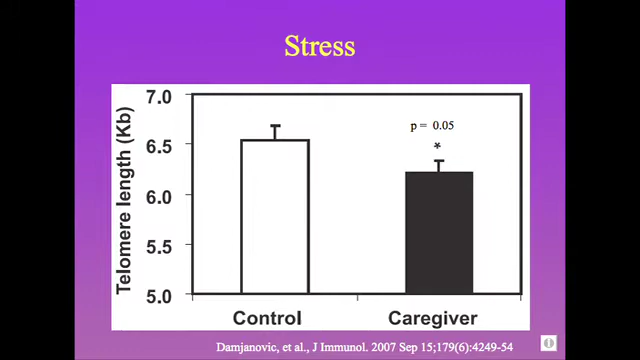 Stress
7.0
6.5
6.0
5.5
5.0
Telomere length (Kb)
p = 0.05
*
Control
Caregiver
Damjanovic, et al., J Immunol. 2007 Sep 15;179(6):4249-54